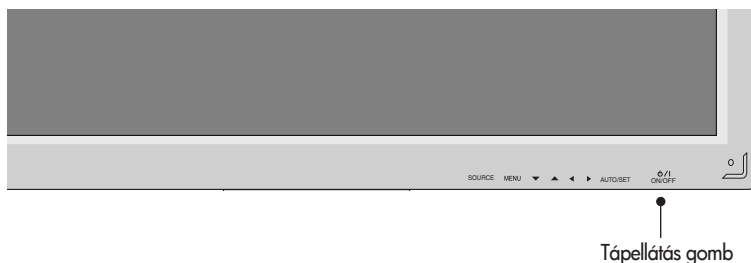 SOURCE MENU ▼ ▲ ◀ ▶ AUTO/SET
⏻/I
ON/OFF
Tápellátás gomb